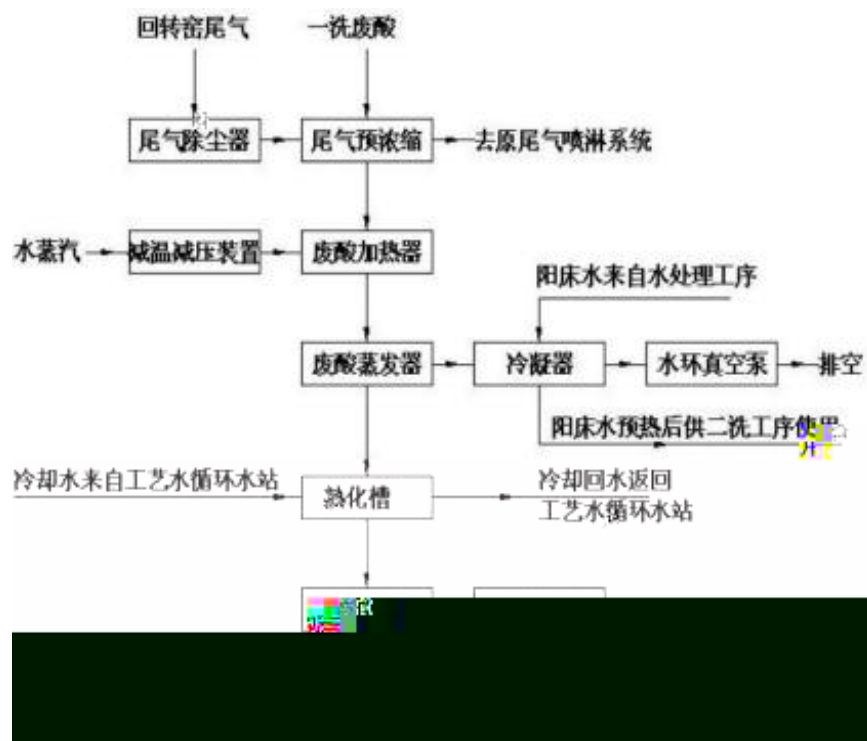 回转窑尾气
一洗废酸
尾气除尘器
尾气预浓缩
去原尾气喷淋系统
水蒸汽
减温减压装置
废酸加热器
阳床水来自水处理工序
废酸蒸发器
冷凝器
水环真空泵
排空
阳床水预热后供二洗工序使用
冷却水来自工艺水循环水站
熟化槽
冷却回水返回
工艺水循环水站